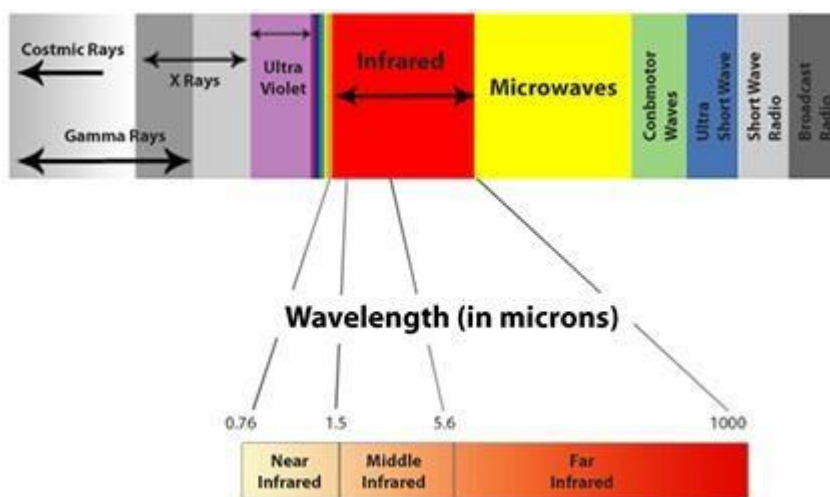 Costmic Rays
X Rays
Gamma Rays
Ultra
Violet
Infrared
Microwaves
Conbmotor
Waves
Ultra
Short Wave
Short Wave
Radio
Broadcast
Radio
Wavelength (in microns)
0.76
1.5
5.6
1000
Near
Infrared
Middle
Infrared
Far
Infrared